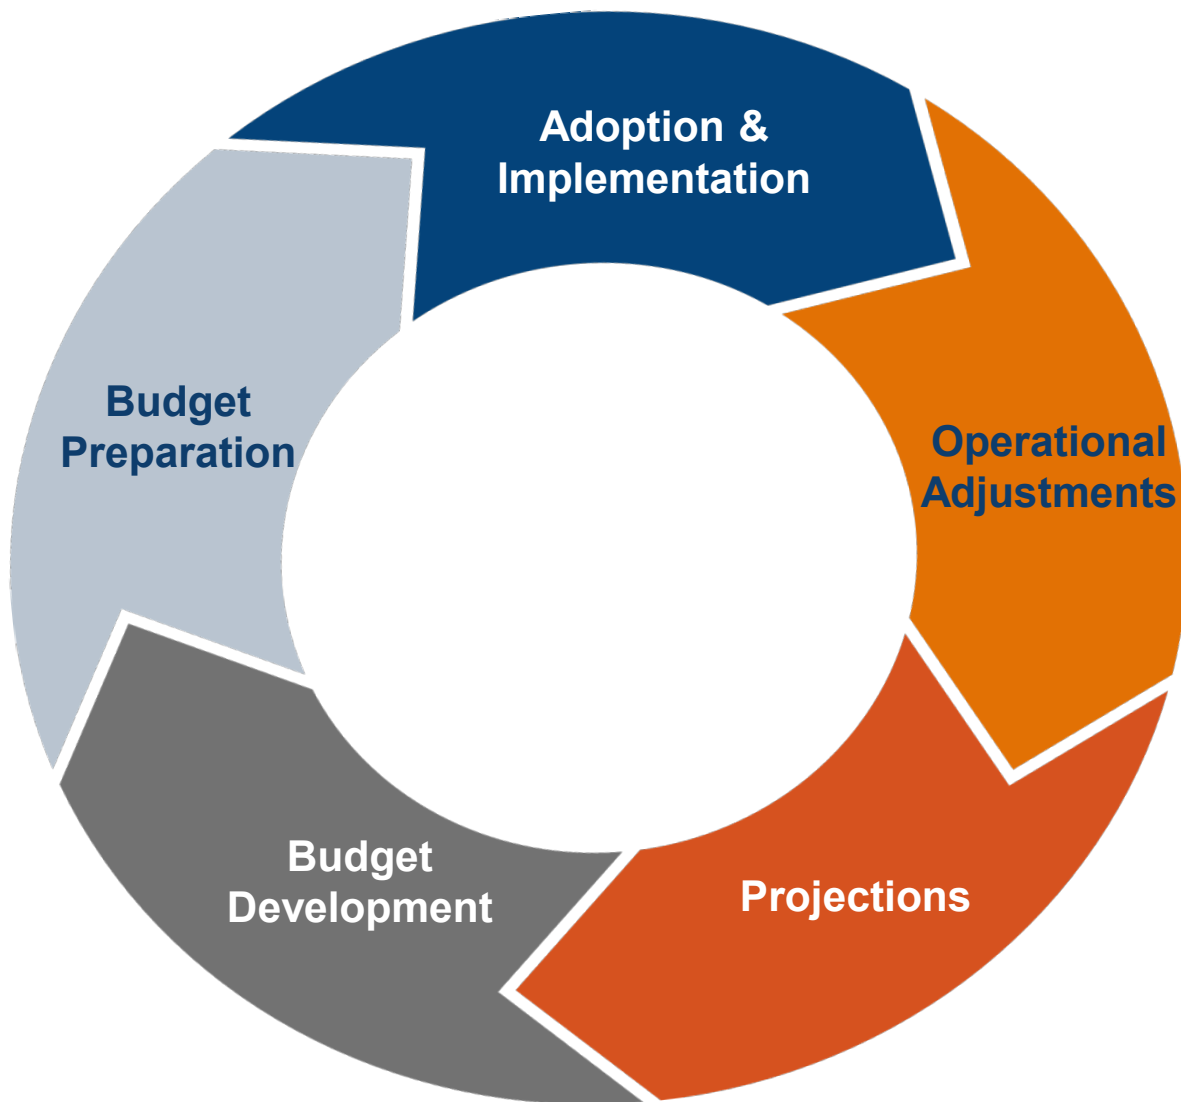 Adoption &
Implementation
Operational
Adjustments
Projections
Budget
Development
Budget
Preparation